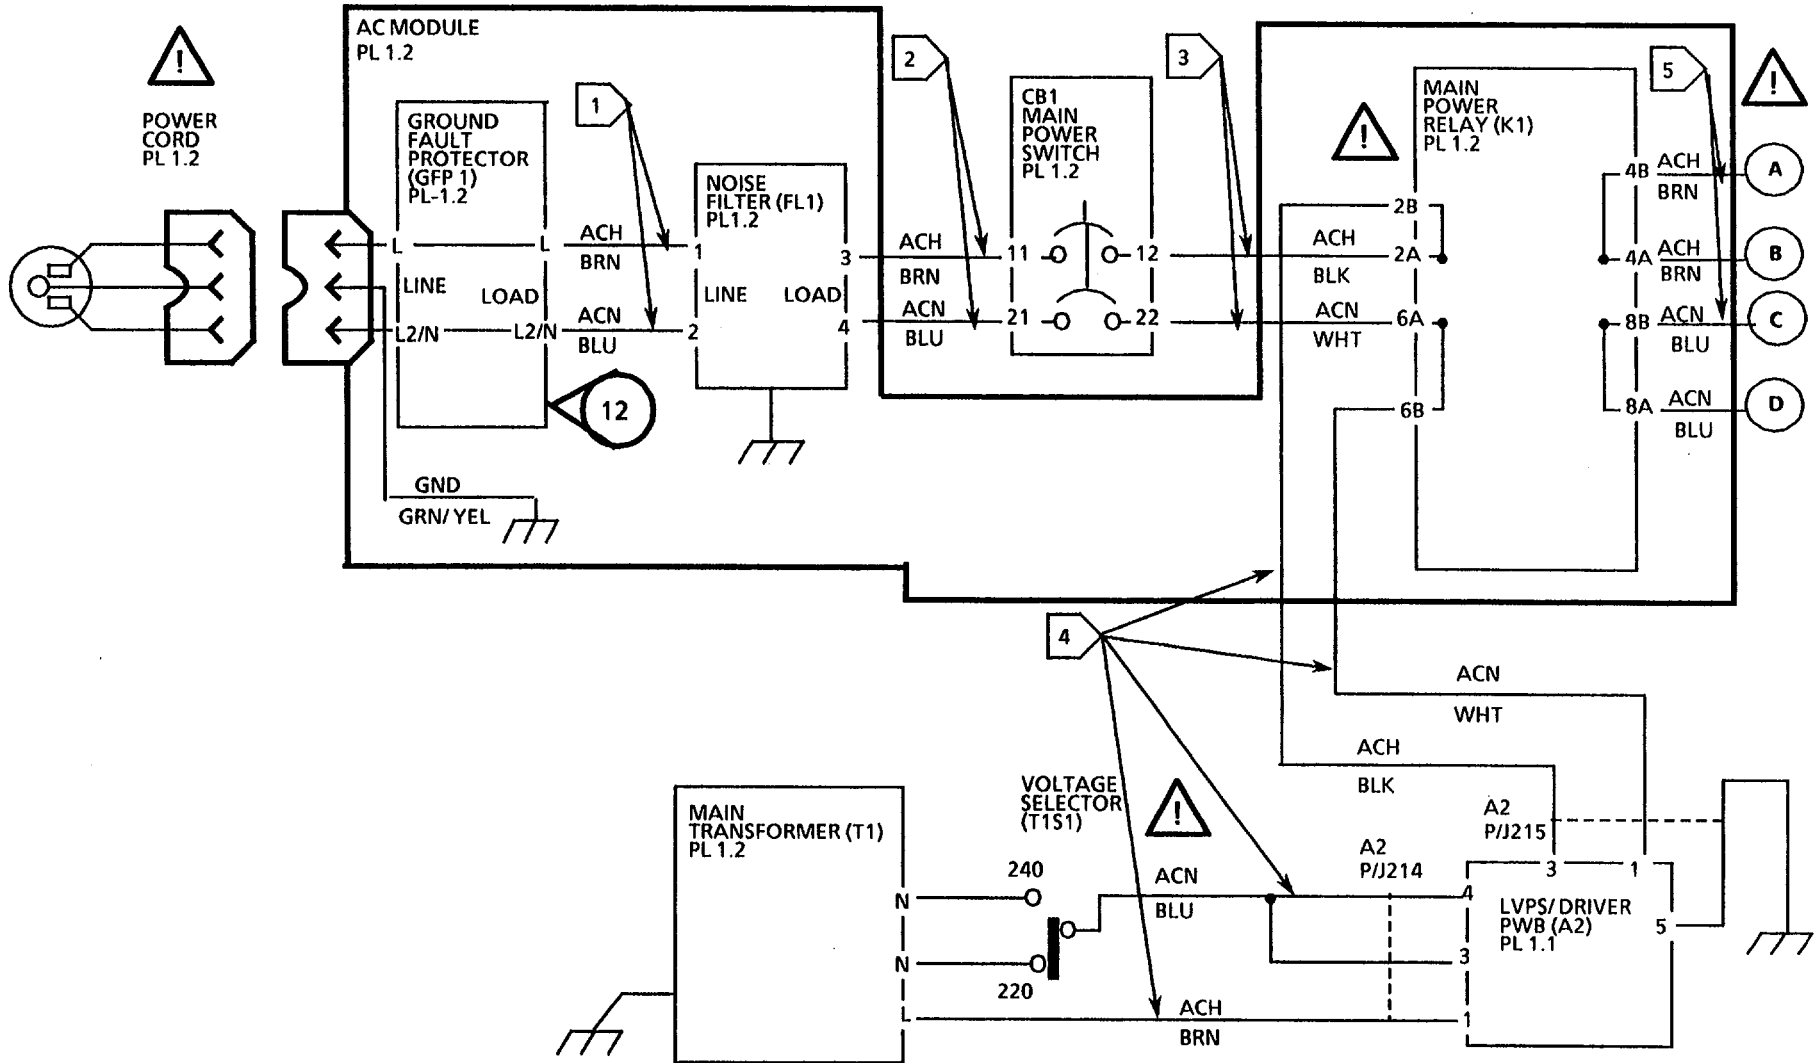 AC MODULE
PL 1.2
!
POWER
CORD
PL 1.2
GROUND
FAULT
PROTECTOR
(GFP 1)
PL-1.2
L
L
LINE
LOAD
L2/N
L2/N
12
GND
GRN/YEL
1
ACH
BRN
ACN
BLU
NOISE
FILTER (FL1)
PL1.2
1
2
LINE
LOAD
3
4
2
ACH
BRN
ACN
BLU
CB1
MAIN
POWER
SWITCH
PL 1.2
11
12
21
22
3
ACH
BLK
ACN
WHT
!
MAIN
POWER
RELAY (K1)
PL 1.2
2B
2A
6A
6B
4B
4A
8B
8A
5
!
ACH
BRN
A
ACH
BRN
B
ACN
BLU
C
ACN
BLU
D
4
ACN
WHT
ACH
BLK
MAIN
TRANSFORMER (T1)
PL 1.2
N
N
L
VOLTAGE
SELECTOR
(T1S1)
!
240
220
ACN
BLU
ACH
BRN
A2
P/J214
A2
P/J215
3
1
4
3
1
5
LVPS/DRIVER
PWB (A2)
PL 1.1